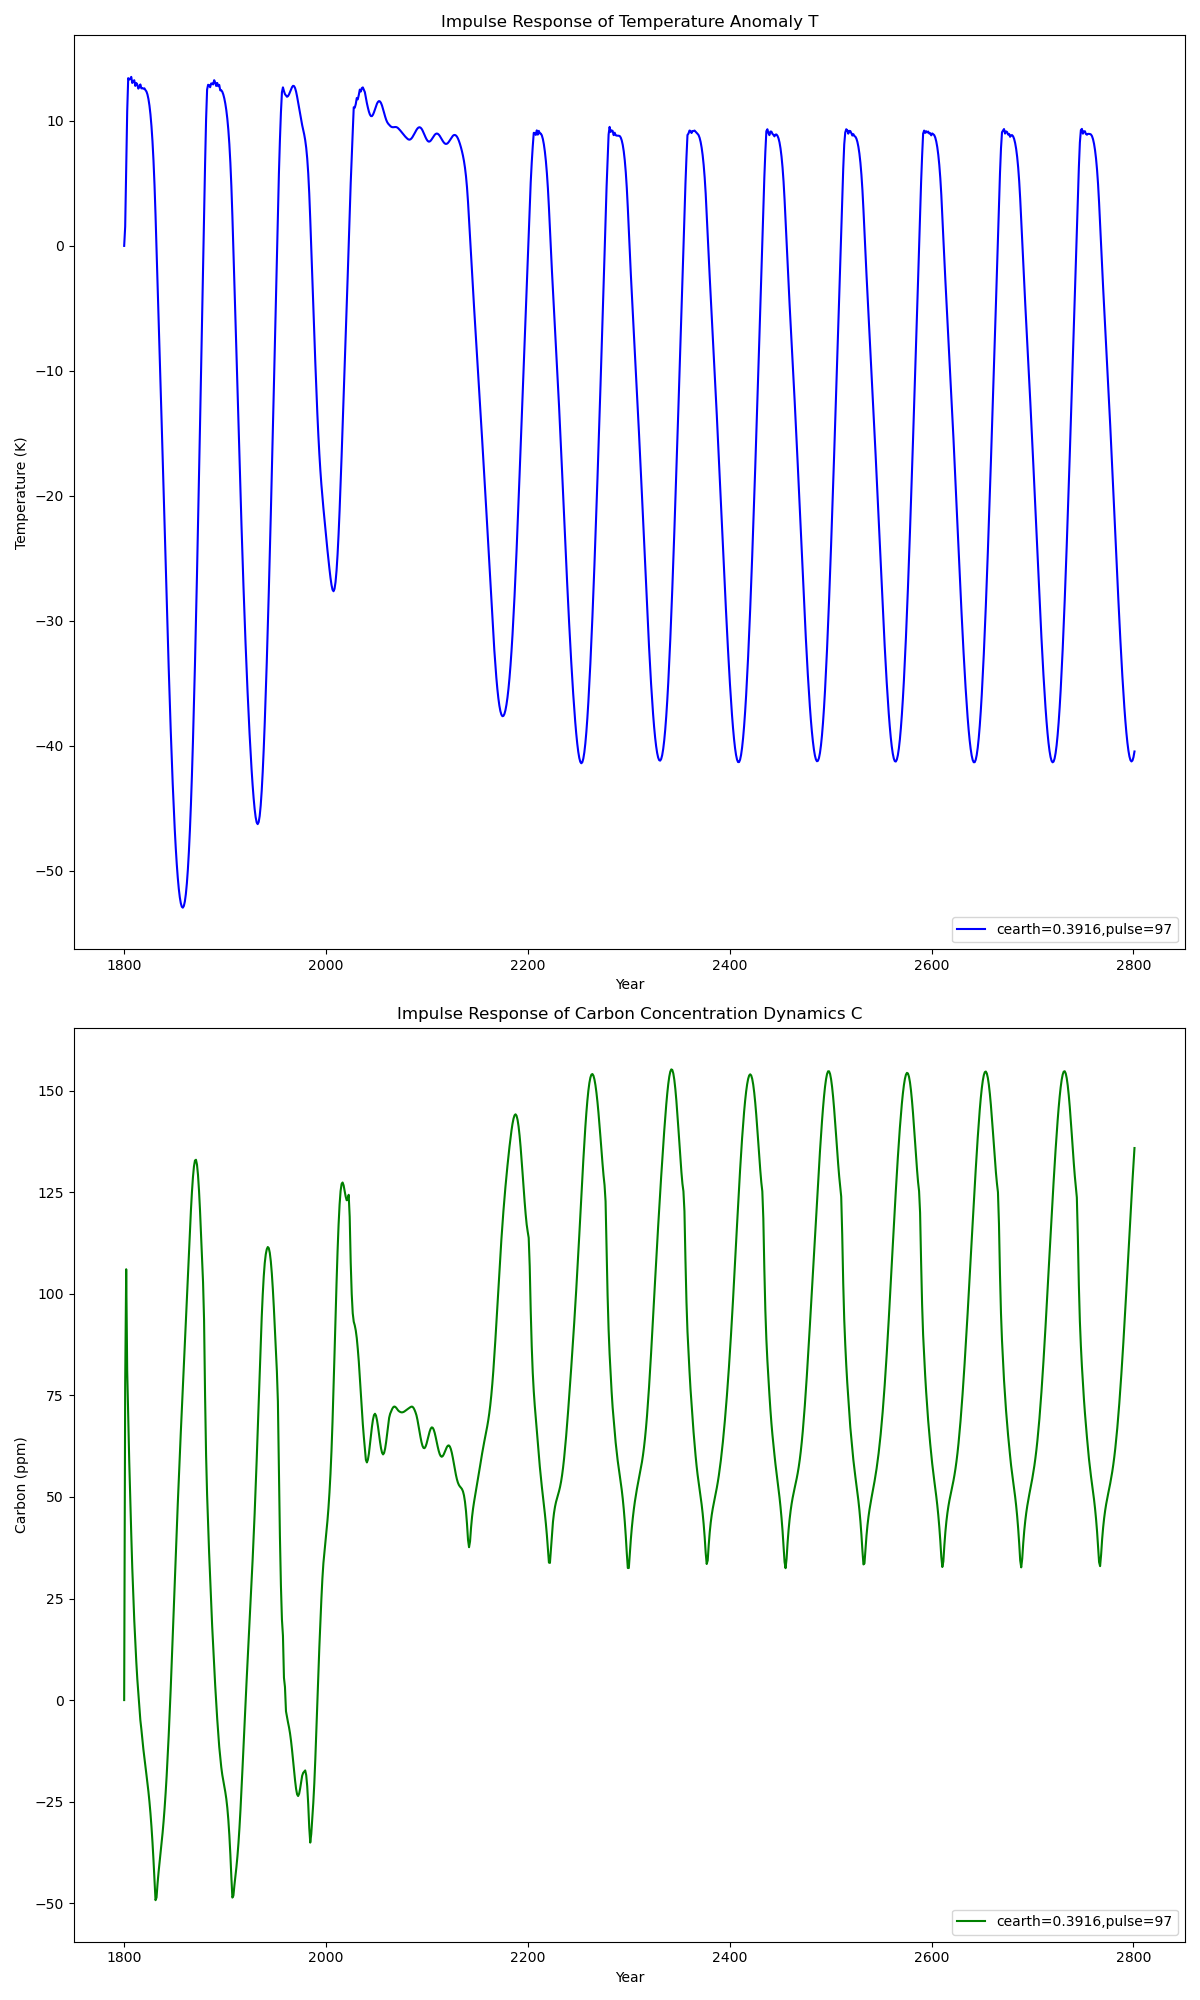 Impulse Response of Temperature Anomaly T
Temperature (K)
10
0
−10
−20
−30
−40
−50
cearth=0.3916,pulse=97
1800 2000 2200 2400 2600 2800
Year
Impulse Response of Carbon Concentration Dynamics C
Carbon (ppm)
150
125
100
75
50
25
0
−25
−50
cearth=0.3916,pulse=97
1800 2000 2200 2400 2600 2800
Year